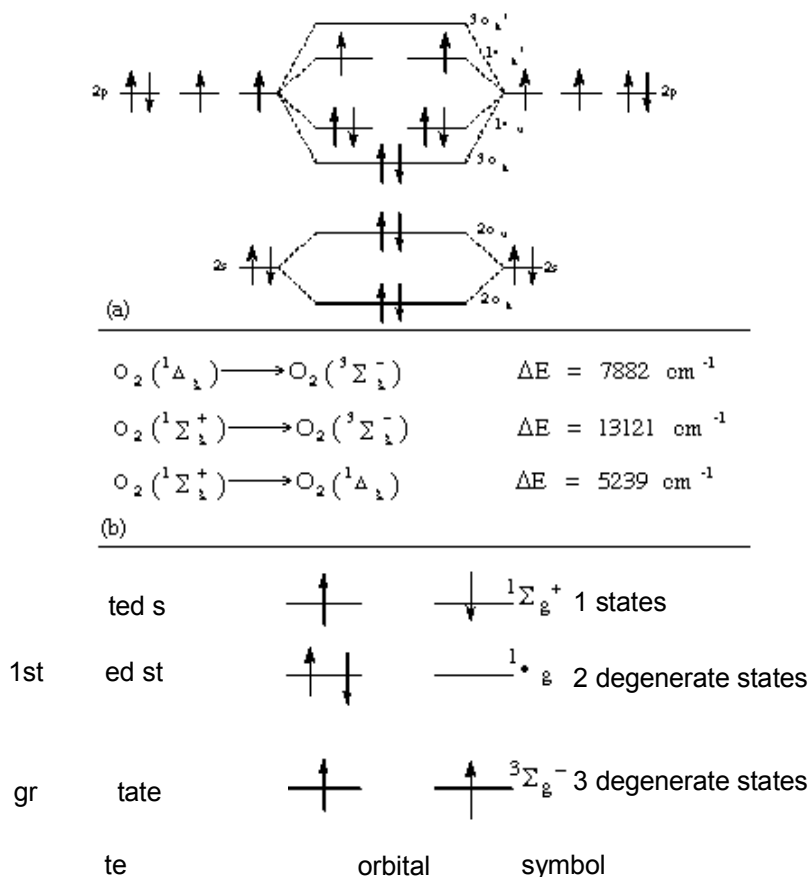 2p 2p
2s 2s
(a)
O₂(¹Δ) ⟶ O₂(³Σ⁻) ΔE = 7882 cm⁻¹
O₂(¹Σ⁺) ⟶ O₂(³Σ⁻) ΔE = 13121 cm⁻¹
O₂(¹Σ⁺) ⟶ O₂(¹Δ) ΔE = 5239 cm⁻¹
(b)
ted s ¹Σg⁺ 1 states
1st ed st ¹•g 2 degenerate states
gr tate ³Σg⁻ 3 degenerate states
te orbital symbol